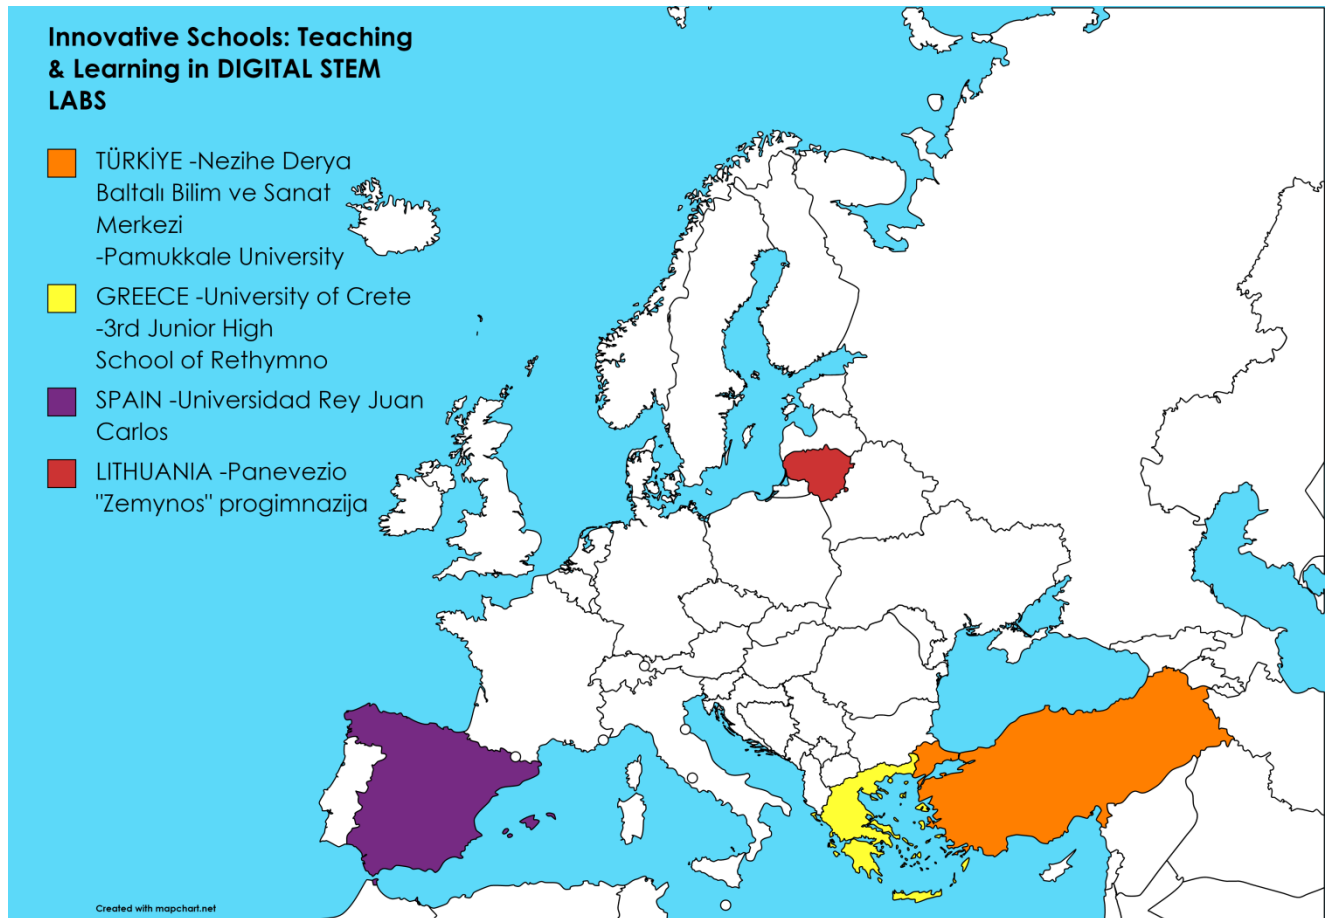 Innovative Schools: Teaching
& Learning in DIGITAL STEM
LABS
TÜRKİYE -Nezihe Derya
Baltalı Bilim ve Sanat
Merkezi
-Pamukkale University
GREECE -University of Crete
-3rd Junior High
School of Rethymno
SPAIN -Universidad Rey Juan
Carlos
LITHUANIA -Panevezio
"Zemynos" progimnazija
Created with mapchart.net